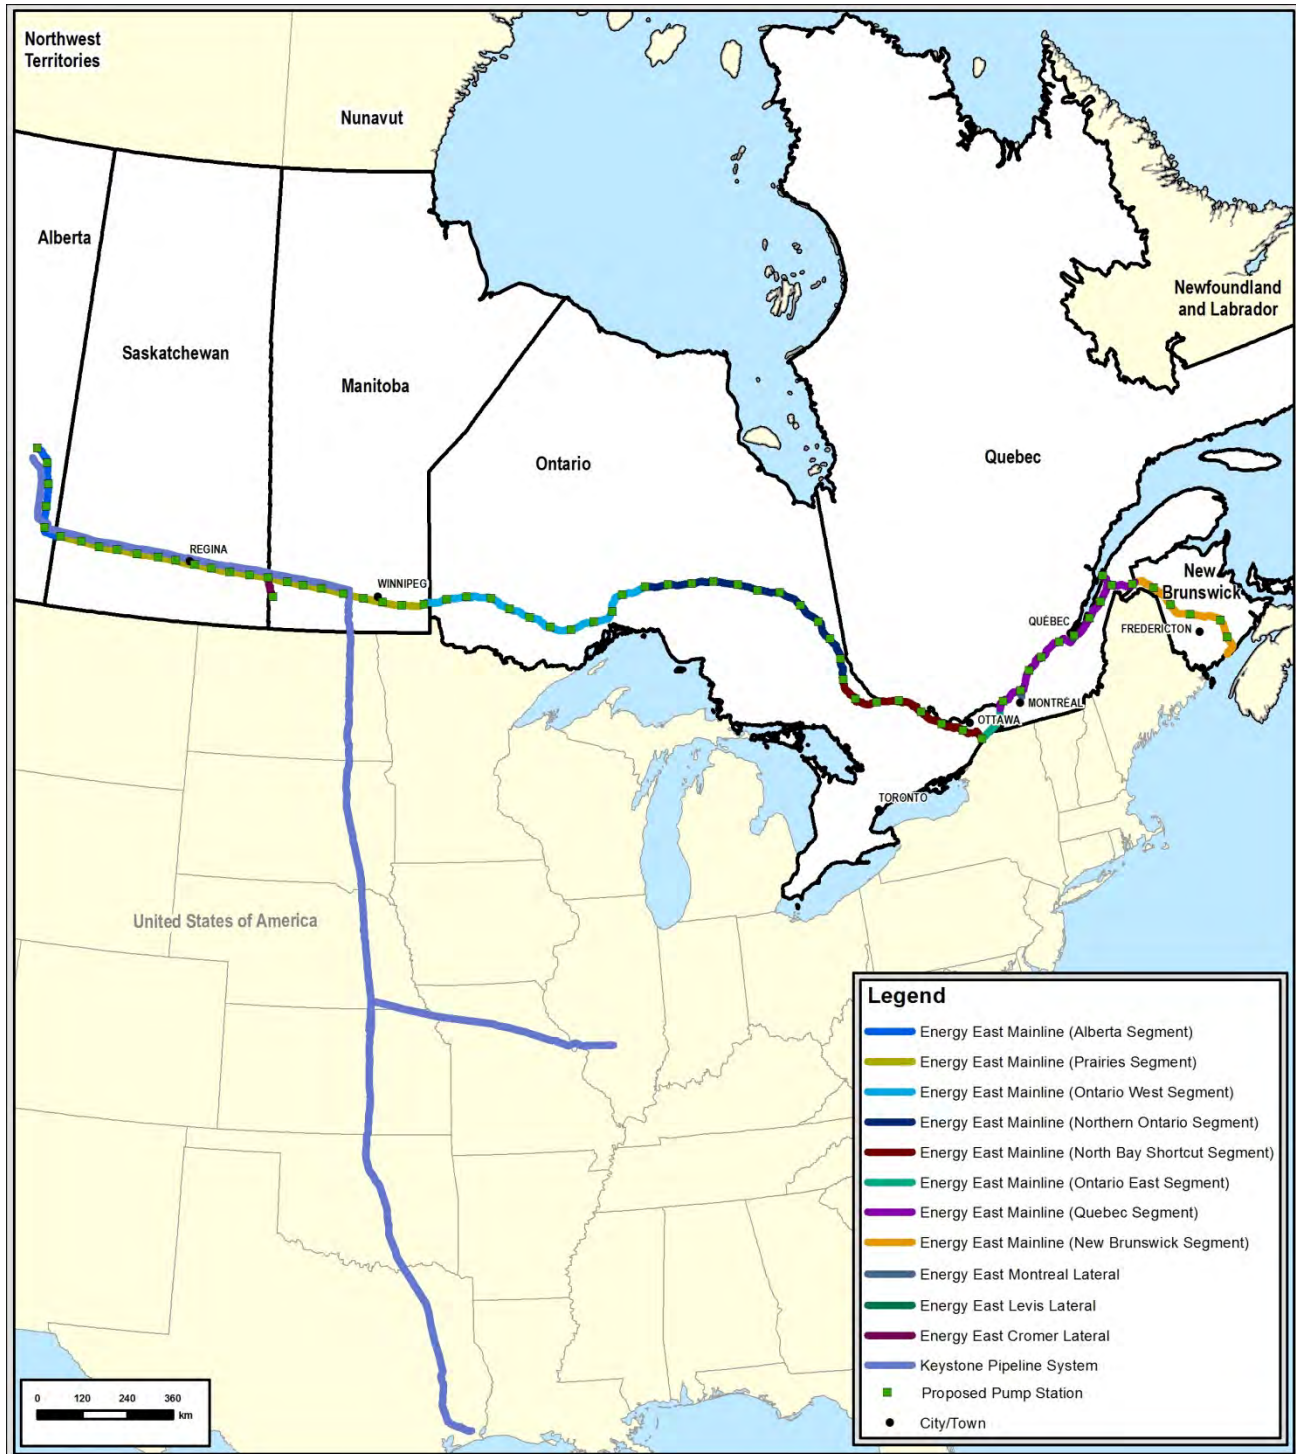 Northwest
Territories
Nunavut
Alberta
Newfoundland
and Labrador
Saskatchewan
Manitoba
Ontario
Quebec
REGINA
WINNIPEG
New
Brunswick
QUÉBEC
FREDERICTON
MONTRÉAL
OTTAWA
TORONTO
United States of America
Legend
Energy East Mainline (Alberta Segment)
Energy East Mainline (Prairies Segment)
Energy East Mainline (Ontario West Segment)
Energy East Mainline (Northern Ontario Segment)
Energy East Mainline (North Bay Shortcut Segment)
Energy East Mainline (Ontario East Segment)
Energy East Mainline (Quebec Segment)
Energy East Mainline (New Brunswick Segment)
Energy East Montreal Lateral
Energy East Levis Lateral
Energy East Cromer Lateral
Keystone Pipeline System
Proposed Pump Station
City/Town
0 120 240 360
km